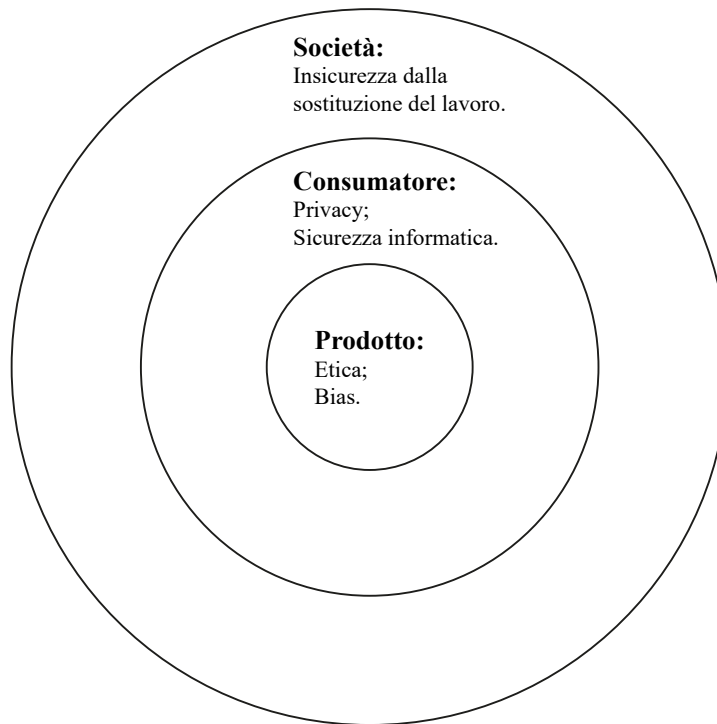 Società:
Insicurezza dalla
sostituzione del lavoro.
Consumatore:
Privacy;
Sicurezza informatica.
Prodotto:
Etica;
Bias.